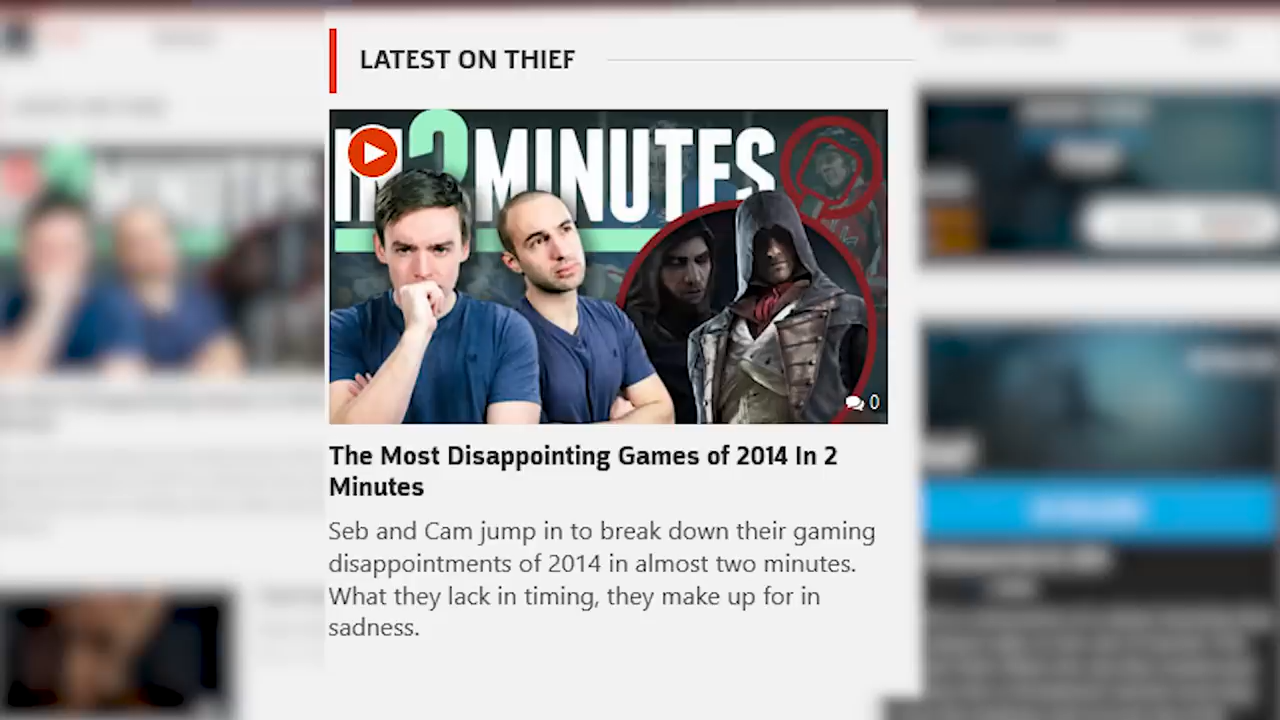 LATEST ON THIEF
IN 2 MINUTES
0
The Most Disappointing Games of 2014 In 2
Minutes
Seb and Cam jump in to break down their gaming
disappointments of 2014 in almost two minutes.
What they lack in timing, they make up for in
sadness.